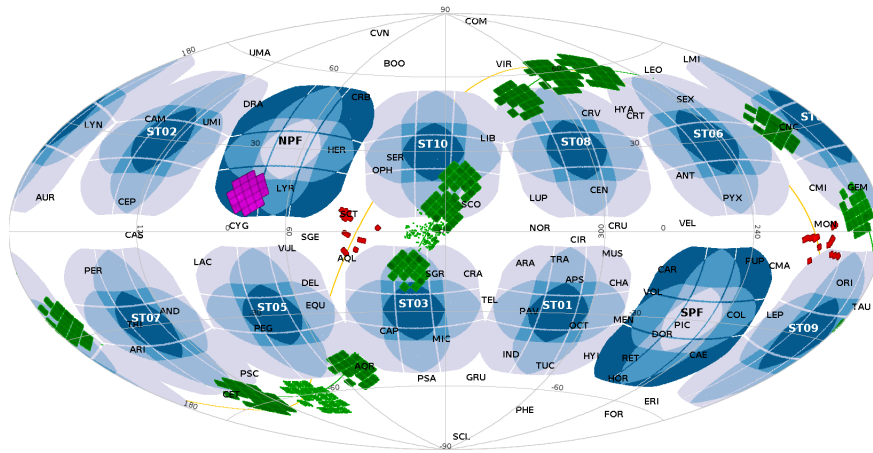 90
COM
CVN
VIR
BOO
UMA
180
60
LEO
LMI
CRB
DRA
SEX
HYA
CRT
CRV
CAM
UMI
LYN
ST02
NPF
HER
30
ST10
LIB
SER
OPH
ST08
30
ST06
CNC
LYR
CEP
AUR
SCT
SCO
LUP
CEN
ANT
PYX
CMI
GEM
CAS
CYG
0
SGE
VUL
AQL
NOR
CIR
300
CRU
0
VEL
240
MON
LAC
PER
DEL
EQU
SGR
CRA
ARA
TRA
APS
MUS
CHA
CAR
VOL
PUP
CMA
ORI
TAU
TEL
ST07
AND
TRI
ARI
ST05
PEG
ST03
CAP
MIC
ST01
PAV
OCT
MEN
30
SPF
PIC
DOR
COL
LEP
ST09
IND
TUC
HYI
RET
CAE
HOR
PSC
AQR
PSA
GRU
-60
-60
CET
180
PHE
FOR
ERI
SCL
-90